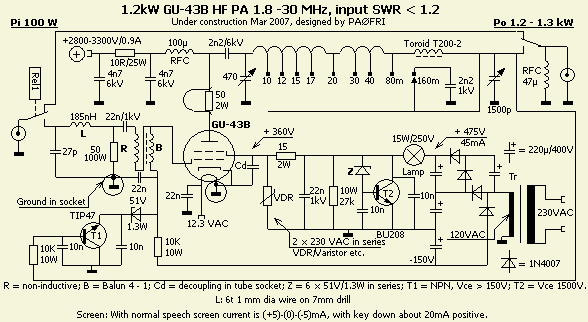 1.2kW GU-43B HF PA 1.8 -30 MHz, input SWR < 1.2
Pi 100 W
Under construction Mar 2007, designed by PAØFRI
Po 1.2 - 1.3 kW
+2800-3300V/0.9A
100µ
2n2/6kV
Toroid T200-2
10R/25W
RFC
4n7
6kV
4n7
6kV
470
10
12
15
17
20
30
40
80m
160m
2n2
1kV
RFC
47µ
1500p
Rel1
50
2W
GU-43B
185nH
22n/1kV
L
R
B
50
100W
27p
22n
Ground in socket
+ 360V
15
2W
Cd
15W/250V
Lamp
+ 475V
45mA
= 220µ/400V
Tr
Z
T2
10n
10n
BU208
VDR
22n
1kV
10W
27k
230VAC
120VAC
22n
12.3 VAC
51V
1.3W
TIP47
T1
10n
10n
100K
10W
10K
10W
2 x 230 VAC in series
VDR/Varistor etc.
-150V
= 1N4007
R = non-inductive; B = Balun 4 - 1; Cd = decoupling in tube socket; Z = 6 x 51V/1.3W in series; T1 = NPN, Vce > 150V; T2 = Vce 1500V.
L: 6t 1 mm dia wire on 7mm drill
Screen: With normal speech screen current is (+5)-(0)-(-5)mA, with key down about 20mA positive.